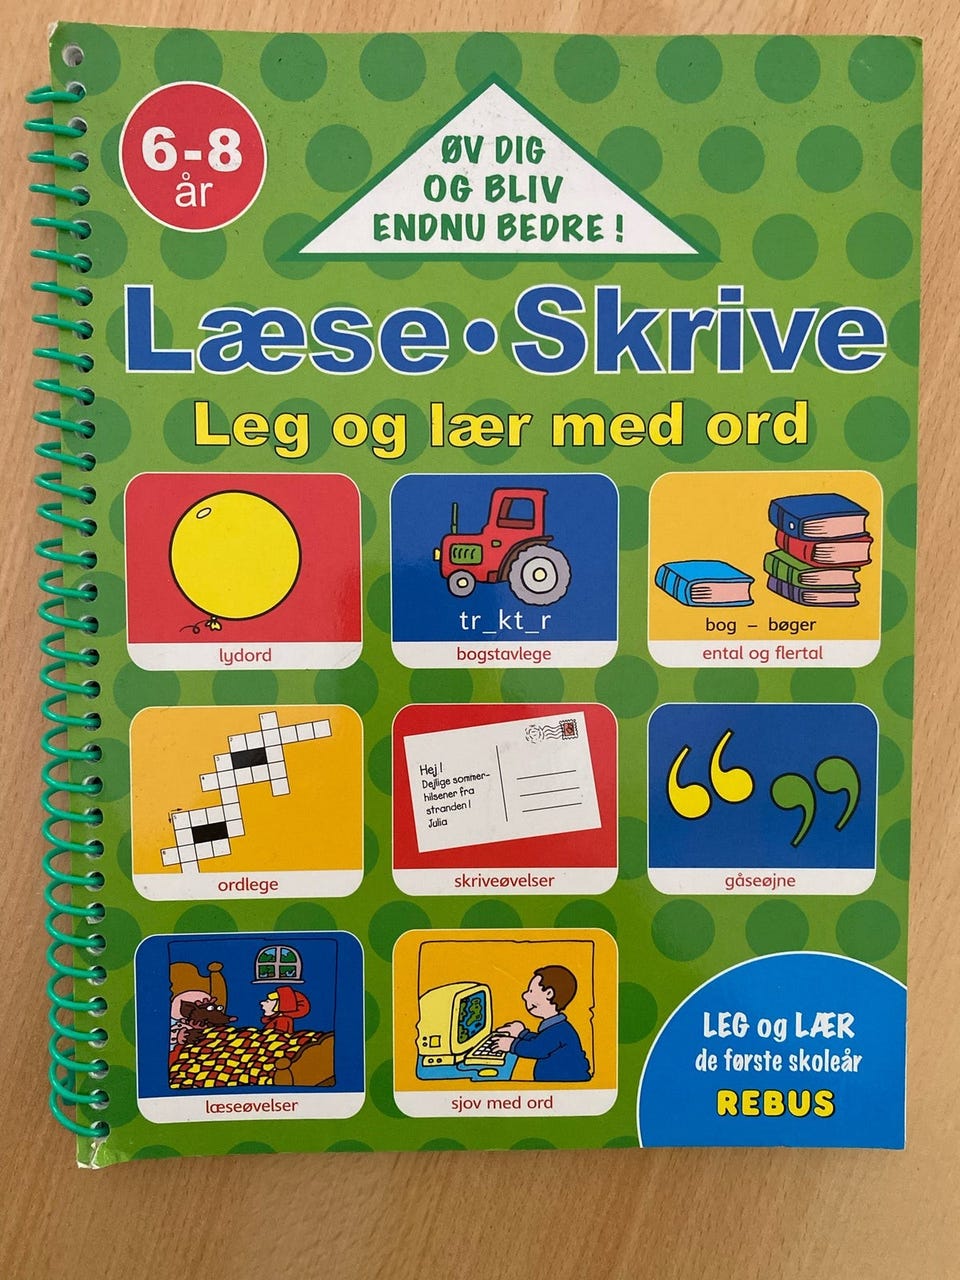 6-8
år
ØV DIG
OG BLIV
ENDNU BEDRE !
Læse • Skrive
Leg og lær med ord
lydord
tr_kt_r
bogstavlege
bog – bøger
ental og flertal
ordlege
Hej !
Dejlige sommer-
hilsener fra
stranden !
Julia
skriveøvelser
“ ”
gåseøjne
læseøvelser
sjov med ord
LEG og LÆR
de første skoleår
REBUS